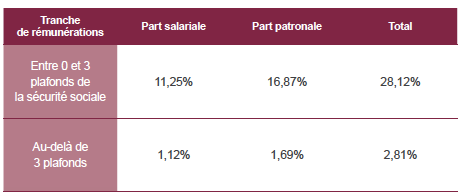 Tranche
de rémunérations
Part salariale
Part patronale
Total
Entre 0 et 3
plafonds de
la sécurité sociale
11,25%
16,87%
28,12%
Au-delà de
3 plafonds
1,12%
1,69%
2,81%